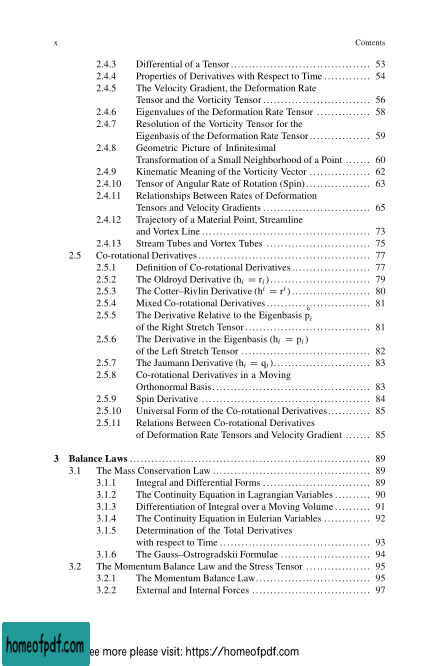 x Contents
2.4.3 Differential of a Tensor ........................................ 53
2.4.4 Properties of Derivatives with Respect to Time ............. 54
2.4.5 The Velocity Gradient, the Deformation Rate
Tensor and the Vorticity Tensor ................................ 56
2.4.6 Eigenvalues of the Deformation Rate Tensor ................ 58
2.4.7 Resolution of the Vorticity Tensor for the
Eigenbasis of the Deformation Rate Tensor .................. 59
2.4.8 Geometric Picture of Infinitesimal
Transformation of a Small Neighborhood of a Point ....... 60
2.4.9 Kinematic Meaning of the Vorticity Vector .................. 62
2.4.10 Tensor of Angular Rate of Rotation (Spin) ................... 63
2.4.11 Relationships Between Rates of Deformation
Tensors and Velocity Gradients ................................ 65
2.4.12 Trajectory of a Material Point, Streamline
and Vortex Line .................................................. 73
2.4.13 Stream Tubes and Vortex Tubes ............................... 75
2.5 Co-rotational Derivatives .................................................. 77
2.5.1 Definition of Co-rotational Derivatives ....................... 77
2.5.2 The Oldroyd Derivative (hᵢ = rᵢ) .............................. 79
2.5.3 The Cotter–Rivlin Derivative (hⁱ = rⁱ) ........................ 80
2.5.4 Mixed Co-rotational Derivatives ............................... 81
2.5.5 The Derivative Relative to the Eigenbasis pᵢ
of the Right Stretch Tensor ..................................... 81
2.5.6 The Derivative in the Eigenbasis (hᵢ = pᵢ)
of the Left Stretch Tensor ...................................... 82
2.5.7 The Jaumann Derivative (hᵢ = qᵢ) ............................. 83
2.5.8 Co-rotational Derivatives in a Moving
Orthonormal Basis ............................................... 83
2.5.9 Spin Derivative .................................................. 84
2.5.10 Universal Form of the Co-rotational Derivatives ............ 85
2.5.11 Relations Between Co-rotational Derivatives
of Deformation Rate Tensors and Velocity Gradient ....... 85
3 Balance Laws ..................................................................... 89
3.1 The Mass Conservation Law .............................................. 89
3.1.1 Integral and Differential Forms ................................ 89
3.1.2 The Continuity Equation in Lagrangian Variables .......... 90
3.1.3 Differentiation of Integral over a Moving Volume .......... 91
3.1.4 The Continuity Equation in Eulerian Variables ............. 92
3.1.5 Determination of the Total Derivatives
with respect to Time ............................................. 93
3.1.6 The Gauss–Ostrogradskii Formulae .......................... 94
3.2 The Momentum Balance Law and the Stress Tensor .................. 95
3.2.1 The Momentum Balance Law .................................. 95
3.2.2 External and Internal Forces ................................... 97
homeofpdf.com ee more please visit: https://homeofpdf.com